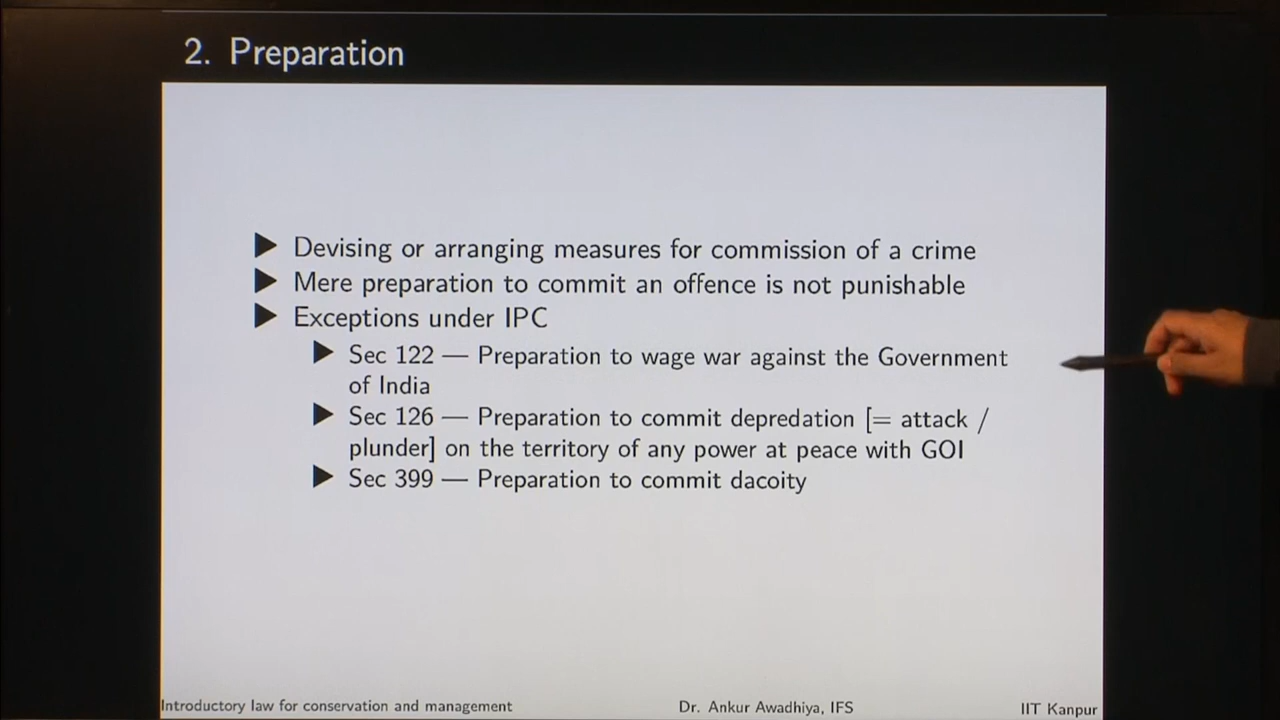 2. Preparation
▶ Devising or arranging measures for commission of a crime
▶ Mere preparation to commit an offence is not punishable
▶ Exceptions under IPC
▶ Sec 122 — Preparation to wage war against the Government
of India
▶ Sec 126 — Preparation to commit depredation [= attack /
plunder] on the territory of any power at peace with GOI
▶ Sec 399 — Preparation to commit dacoity
Introductory law for conservation and management Dr. Ankur Awadhiya, IFS IIT Kanpur